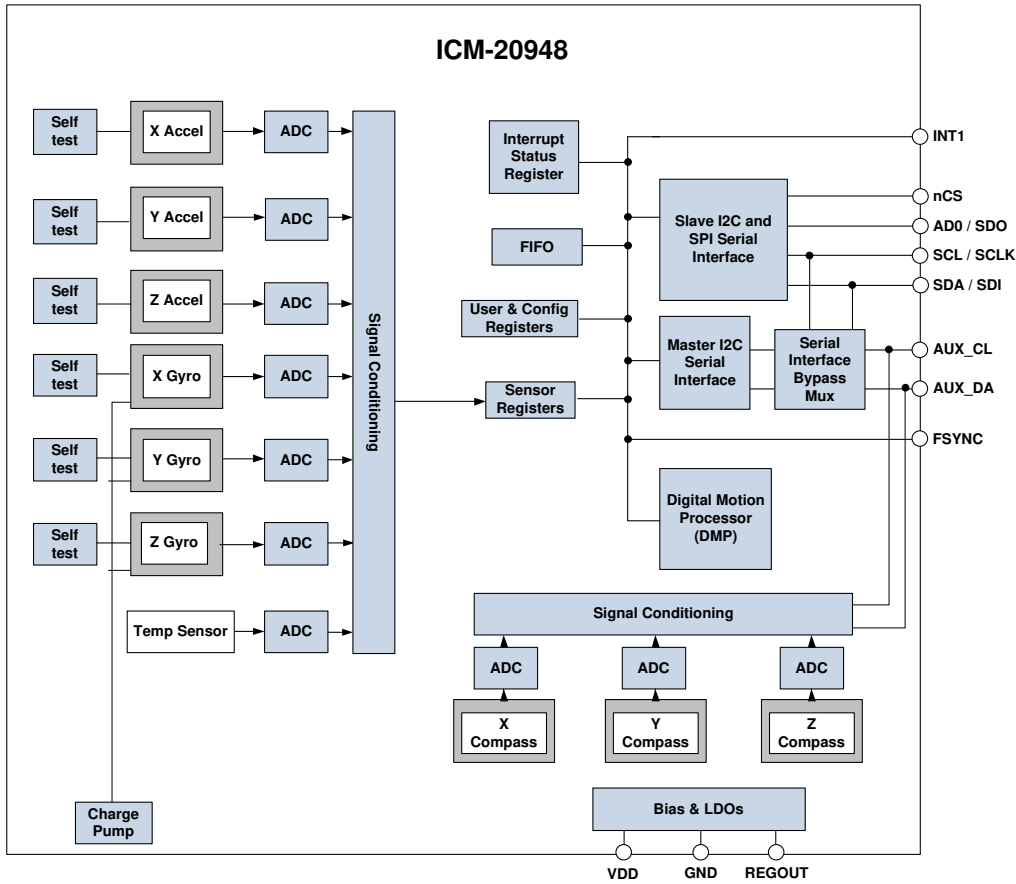 ICM-20948
Self
test
X Accel
ADC
Self
test
Y Accel
ADC
Self
test
Z Accel
ADC
Self
test
X Gyro
ADC
Self
test
Y Gyro
ADC
Self
test
Z Gyro
ADC
Temp Sensor
ADC
Signal Conditioning
Charge
Pump
Interrupt
Status
Register
FIFO
User & Config
Registers
Sensor
Registers
Slave I2C and
SPI Serial
Interface
Master I2C
Serial
Interface
Serial
Interface
Bypass
Mux
Digital Motion
Processor
(DMP)
INT1
nCS
AD0 / SDO
SCL / SCLK
SDA / SDI
AUX_CL
AUX_DA
FSYNC
Signal Conditioning
ADC
ADC
ADC
X
Compass
Y
Compass
Z
Compass
Bias & LDOs
VDD
GND
REGOUT